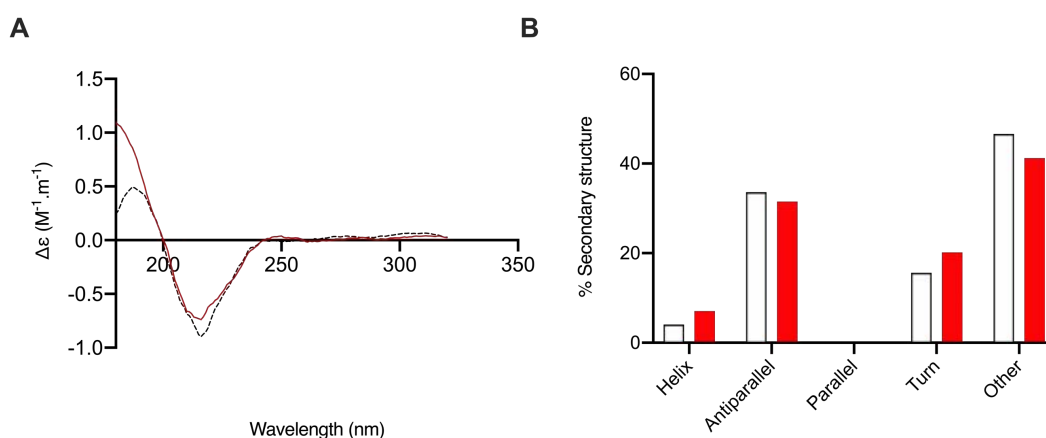 A
B
1.5
1.0
0.5
0.0
-0.5
-1.0
200
250
300
350
Δε (M⁻¹.m⁻¹)
Wavelength (nm)
60
40
20
0
% Secondary structure
Helix
Antiparallel
Parallel
Turn
Other